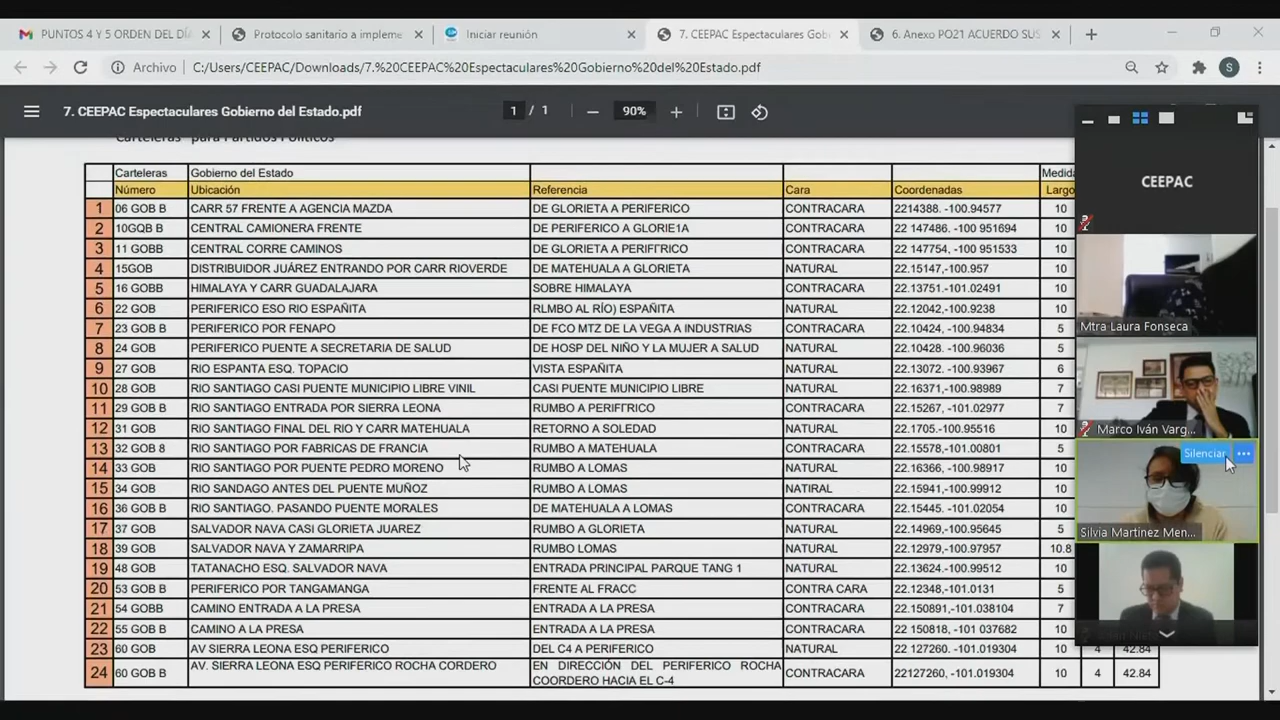 PUNTOS 4 Y 5 ORDEN DEL DÍA
Protocolo sanitario a impleme
Iniciar reunión
7. CEEPAC Espectaculares Gob
6. Anexo PO21 ACUERDO SUS
Archivo C:/Users/CEEPAC/Downloads/7.%20CEEPAC%20Espectaculares%20Gobierno%20del%20Estado.pdf
S
7. CEEPAC Espectaculares Gobierno del Estado.pdf 1 / 1 90%
Carteleras para Partidos Políticos
Carteleras Gobierno del Estado Medida
Número Ubicación Referencia Cara Coordenadas Largo
1 06 GOB B CARR 57 FRENTE A AGENCIA MAZDA DE GLORIETA A PERIFERICO CONTRACARA 2214388. -100.94577 10
2 10GQB B CENTRAL CAMIONERA FRENTE DE PERIFERICO A GLORIE1A CONTRACARA 22 147486. -100 951694 10
3 11 GOBB CENTRAL CORRE CAMINOS DE GLORIETA A PERIFГRICO CONTRACARA 22 147754, -100 951533 10
4 15GOB DISTRIBUIDOR JUÁREZ ENTRANDO POR CARR RIOVERDE DE MATEHUALA A GLORIETA NATURAL 22.15147,-100.957 10
5 16 GOBB HIMALAYA Y CARR GUADALAJARA SOBRE HIMALAYA CONTRACARA 22.13751.-101.02491 10
6 22 GOB PERIFERICO ESO RIO ESPAÑITA RLMBO AL RÍO) ESPAÑITA NATURAL 22.12042,-100.9238 10
7 23 GOB B PERIFERICO POR FENAPO DE FCO MTZ DE LA VEGA A INDUSTRIAS CONTRACARA 22.10424, -100.94834 5
8 24 GOB PERIFERICO PUENTE A SECRETARIA DE SALUD DE HOSP DEL NIÑO Y LA MUJER A SALUD NATURAL 22.10428. -100.96036 5
9 27 GOB RIO ESPANTA ESQ. TOPACIO VISTA ESPAÑITA NATURAL 22.13072. -100.93967 6
10 28 GOB RIO SANTIAGO CASI PUENTE MUNICIPIO LIBRE VINIL CASI PUENTE MUNICIPIO LIBRE NATURAL 22.16371,-100.98989 7
11 29 GOB B RIO SANTIAGO ENTRADA POR SIERRA LEONA RUMBO A PERIFГRICO CONTRACARA 22.15267, -101.02977 7
12 31 GOB RIO SANTIAGO FINAL DEL RIO Y CARR MATEHUALA RETORNO A SOLEDAD NATURAL 22.1705.-100.95516 10
13 32 GOB 8 RIO SANTIAGO POR FABRICAS DE FRANCIA RUMBO A MATEHUALA CONTRACARA 22.15578,-101.00801 5
14 33 GOB RIO SANTIAGO POR PUENTE PEDRO MORENO RUMBO A LOMAS NATURAL 22.16366, -100.98917 10
15 34 GOB RIO SANDAGO ANTES DEL PUENTE MUÑOZ RUMBO A LOMAS NATIRAL 22.15941,-100.99912 10
16 36 GOB B RIO SANTIAGO. PASANDO PUENTE MORALES DE MATEHUALA A LOMAS CONTRACARA 22.15445. -101.02054 10
17 37 GOB SALVADOR NAVA CASI GLORIETA JUAREZ RUMBO A GLORIETA NATURAL 22.14969,-100.95645 10
18 39 GOB SALVADOR NAVA Y ZAMARRIPA RUMBO LOMAS NATURAL 22.12979,-100.97957 10.8
19 48 GOB TATANACHO ESQ. SALVADOR NAVA ENTRADA PRINCIPAL PARQUE TANG 1 NATURAL 22.13624.-100.99512 10
20 53 GOB B PERIFERICO POR TANGAMANGA FRENTE AL FRACC CONTRA CARA 22.12348,-101.0131 5
21 54 GOBB CAMINO ENTRADA A LA PRESA ENTRADA A LA PRESA CONTRACARA 22.150891,-101.038104 7
22 55 GOB B CAMINO A LA PRESA ENTRADA A LA PRESA CONTRACARA 22 150818, -101 037682 10
23 60 GOB AV SIERRA LEONA ESQ PERIFERICO DEL C4 A PERIFERICO NATURAL 22 127260. -101.019304 10 4 42.84
24 60 GOB B AV. SIERRA LEONA ESQ PERIFERICO ROCHA CORDERO EN DIRECCIÓN DEL PERIFERICO ROCHA COORDERO HACIA EL C-4 CONTRACARA 22127260, -101.019304 10 4 42.84
CEEPAC
Mtra Laura Fonseca
Marco Iván Varg...
Silenciar
Silvia Martínez Men...